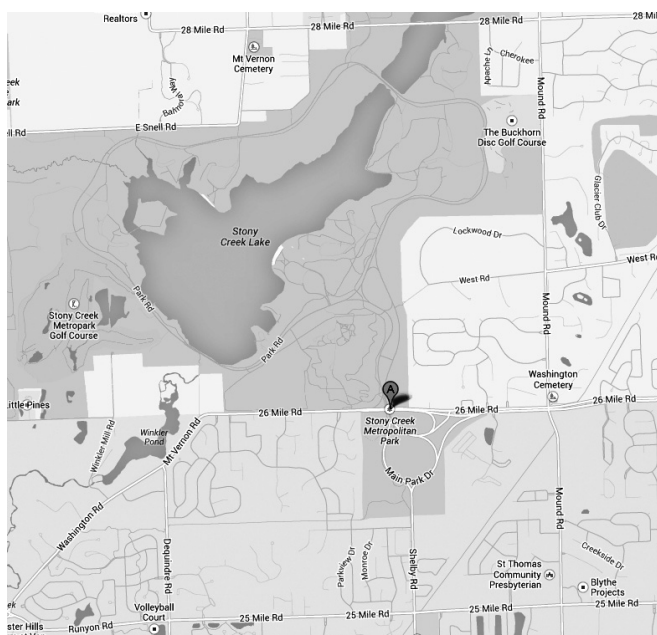 Realtors
28 Mile Rd
28 Mile Rd
28 Mile Rd
Mt Vernon
Cemetery
Apache Ln
Cherokee
Mound Rd
Balmoral Way
Park
E Snell Rd
The Buckhorn
Disc Golf Course
Glacier Club Dr
Stony
Creek Lake
Lockwood Dr
West Rd
West Rd
Park Rd
Mound Rd
Stony Creek
Metropark
Golf Course
Park Rd
Washington
Cemetery
A
Little Pines
26 Mile Rd
26 Mile Rd
26 Mile Rd
Stony Creek
Metropolitan
Park
Winkler Mill Rd
Winkler
Pond
Mt Vernon Rd
Main Park Dr
Washington Rd
Mound Rd
Dequindre Rd
Parkview Dr
Monroe Dr
Shelby Rd
Creekside Dr
St Thomas
Community
Presbyterian
Blythe
Projects
Volleyball
Court
25 Mile Rd
25 Mile Rd
25 Mile Rd
Runyon Rd